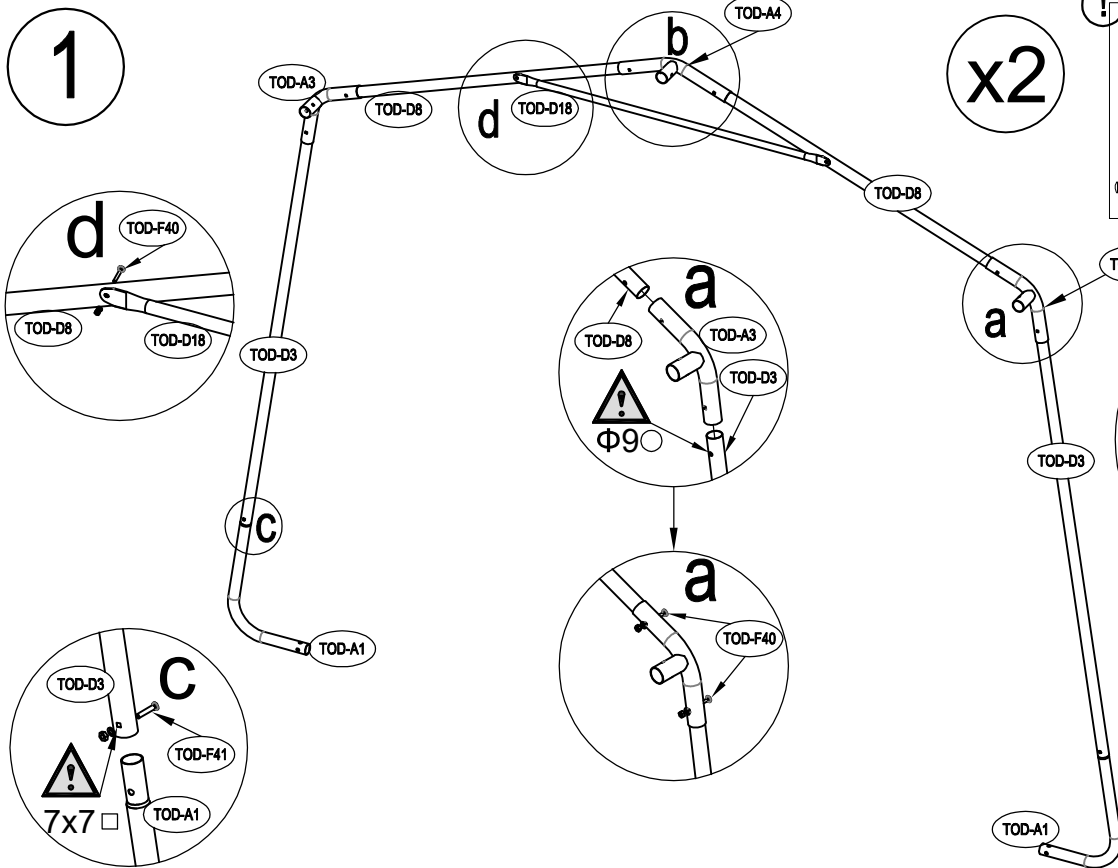 1
TOD-A4
!
b
x2
TOD-A3
TOD-D8
d
TOD-D18
TOD-D8
d
TOD-F40
TOD-D8
TOD-D18
TOD-D3
a
TOD-D8
TOD-A3
TOD-D3
!
Φ9○
a
TOD-D3
c
a
TOD-F40
TOD-A1
TOD-D3
c
TOD-F41
!
7x7□
TOD-A1
TOD-A1